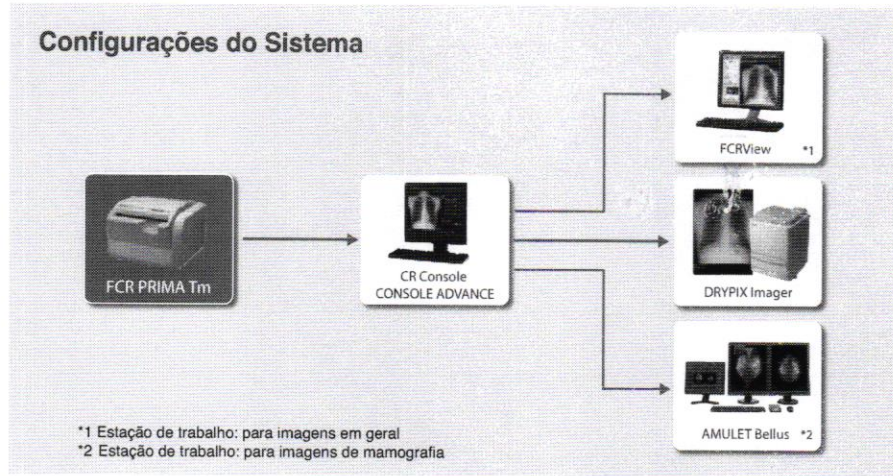 Configurações do Sistema
FCRView *1
FCR PRIMA Tm
CR Console
CONSOLE ADVANCE
DRYPIX Imager
AMULET Bellus *2
*1 Estação de trabalho: para imagens em geral
*2 Estação de trabalho: para imagens de mamografia